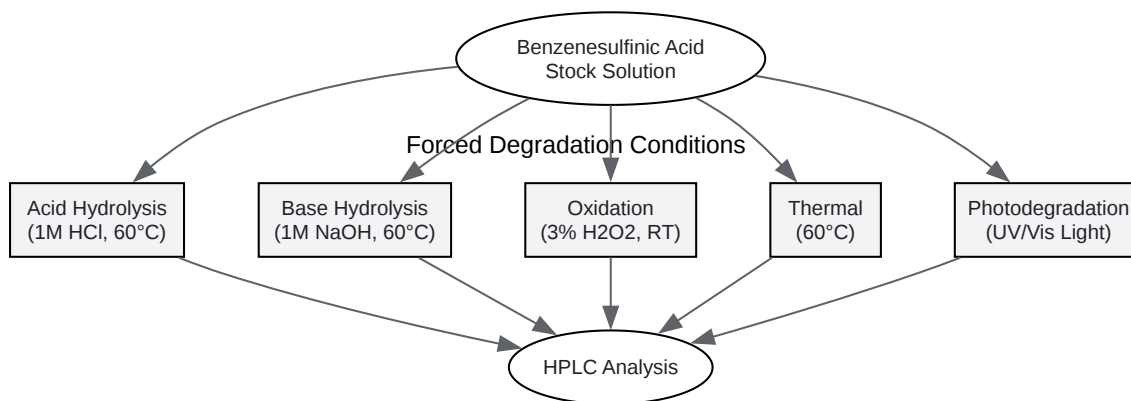 Benzenesulfinic Acid
Stock Solution
Forced Degradation Conditions
Acid Hydrolysis
(1M HCl, 60°C)
Base Hydrolysis
(1M NaOH, 60°C)
Oxidation
(3% H2O2, RT)
Thermal
(60°C)
Photodegradation
(UV/Vis Light)
HPLC Analysis